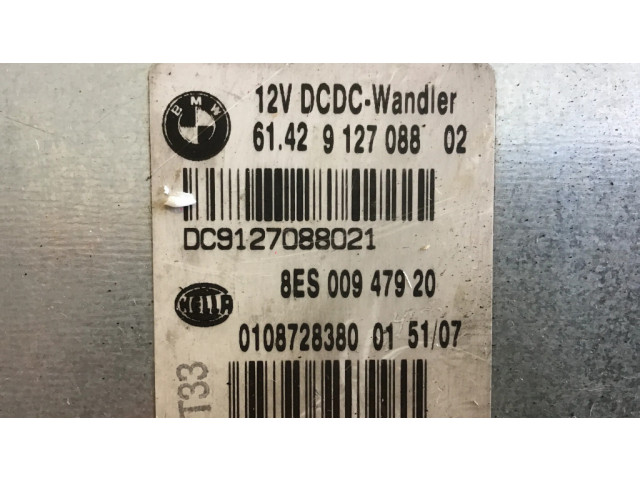 BMW
12V DCDC-Wandler
61.42 9 127 088 02
DC9127088021
8ES 009 479 20
HELLA
0108728380 01 51/07
T33